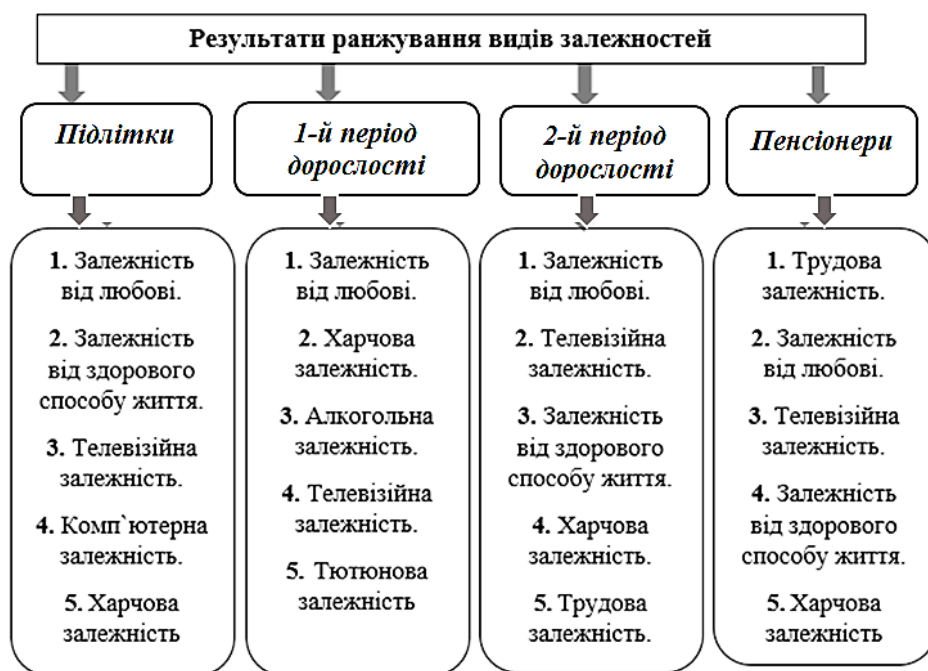 Результати ранжування видів залежностей
Підлітки
1-й період
дорослості
2-й період
дорослості
Пенсіонери
1. Залежність
від любові.
2. Залежність
від здорового
способу життя.
3. Телевізійна
залежність.
4. Комп`ютерна
залежність.
5. Харчова
залежність
1. Залежність
від любові.
2. Харчова
залежність.
3. Алкогольна
залежність.
4. Телевізійна
залежність.
5. Тютюнова
залежність
1. Залежність
від любові.
2. Телевізійна
залежність.
3. Залежність
від здорового
способу життя.
4. Харчова
залежність.
5. Трудова
залежність.
1. Трудова
залежність.
2. Залежність
від любові.
3. Телевізійна
залежність.
4. Залежність
від здорового
способу життя.
5. Харчова
залежність